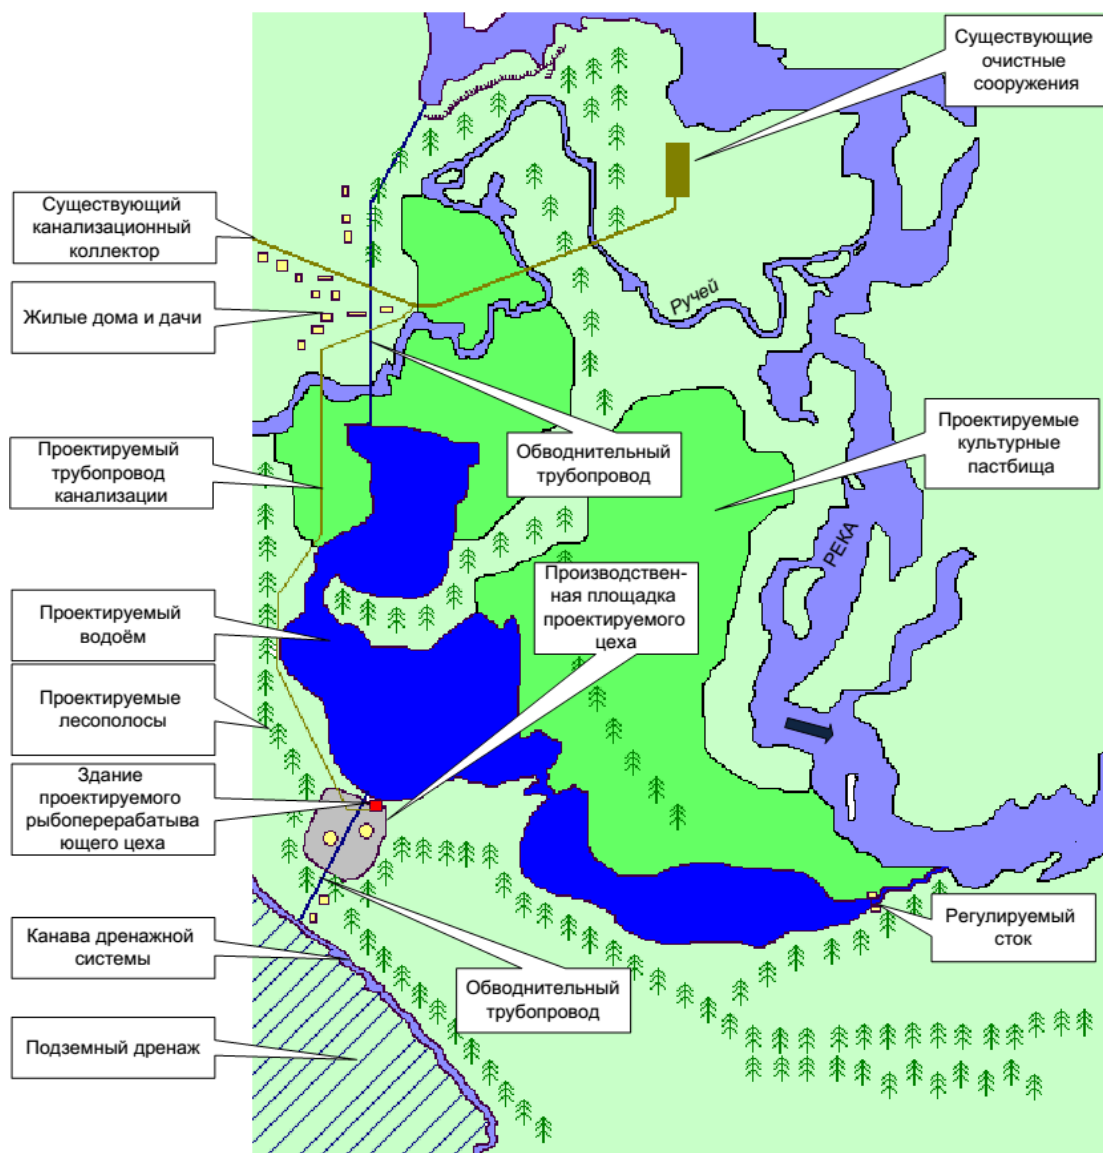 Существующие
очистные
сооружения
Существующий
канализационный
коллектор
Жилые дома и дачи
Ручей
Проектируемый
трубопровод
канализации
Обводнительный
трубопровод
Проектируемые
культурные
пастбища
РЕКА
Производствен-
ная площадка
проектируемого
цеха
Проектируемый
водоём
Проектируемые
лесополосы
Здание
проектируемого
рыбоперерабатыва
ющего цеха
Канава дренажной
системы
Регулируемый
сток
Обводнительный
трубопровод
Подземный дренаж